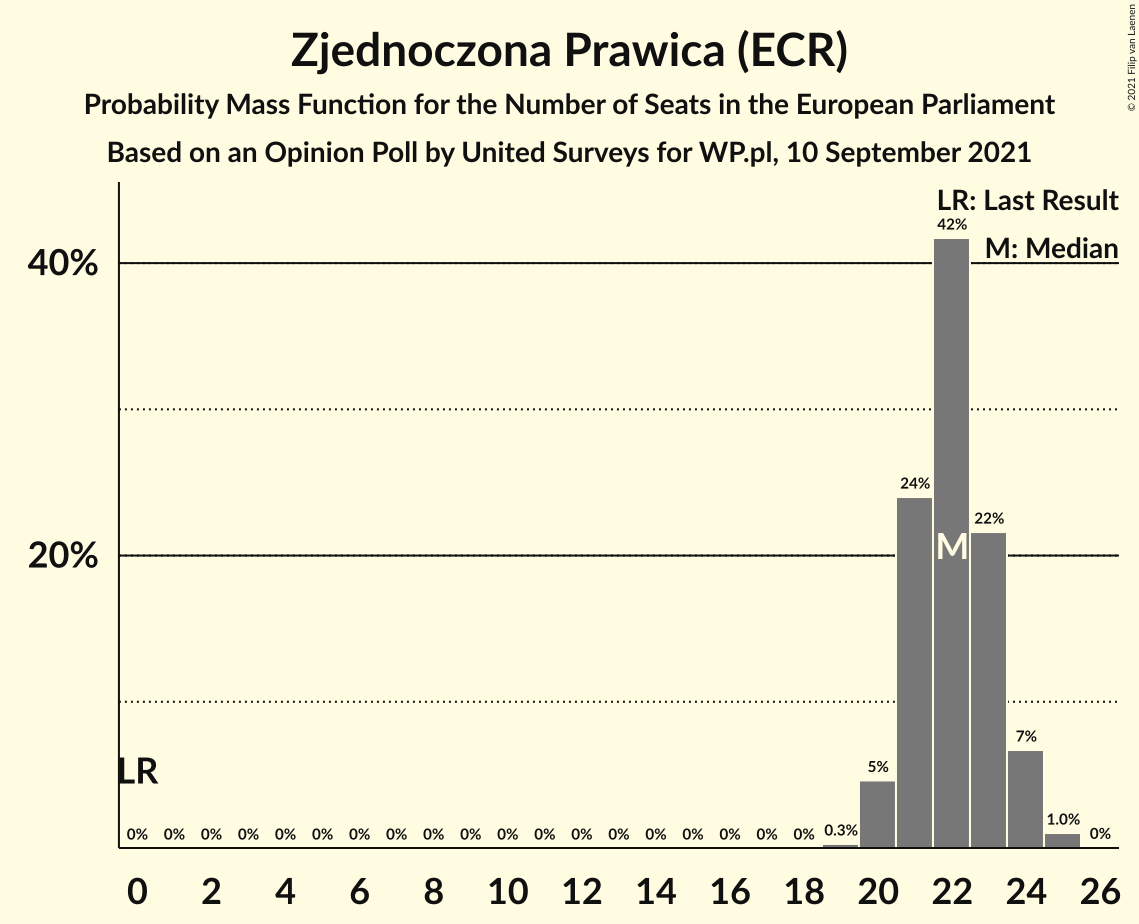 Zjednoczona Prawica (ECR)
Probability Mass Function for the Number of Seats in the European Parliament
Based on an Opinion Poll by United Surveys for WP.pl, 10 September 2021
© 2021 Filip van Laenen
LR: Last Result
42%
M: Median
40%
24%
22%
M
20%
7%
LR
5%
0% 0% 0% 0% 0% 0% 0% 0% 0% 0% 0% 0% 0% 0% 0% 0% 0% 0% 0% 0.3% 1.0% 0%
0 2 4 6 8 10 12 14 16 18 20 22 24 26